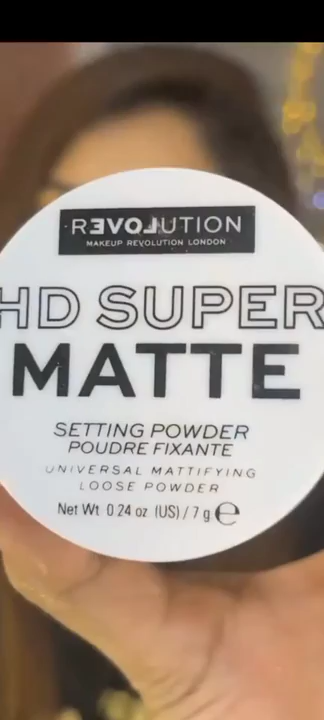 REVOLUTION
MAKEUP REVOLUTION LONDON
HD SUPER
MATTE
SETTING POWDER
POUDRE FIXANTE
UNIVERSAL MATTIFYING
LOOSE POWDER
Net Wt 0 24 oz (US) / 7 g ℮